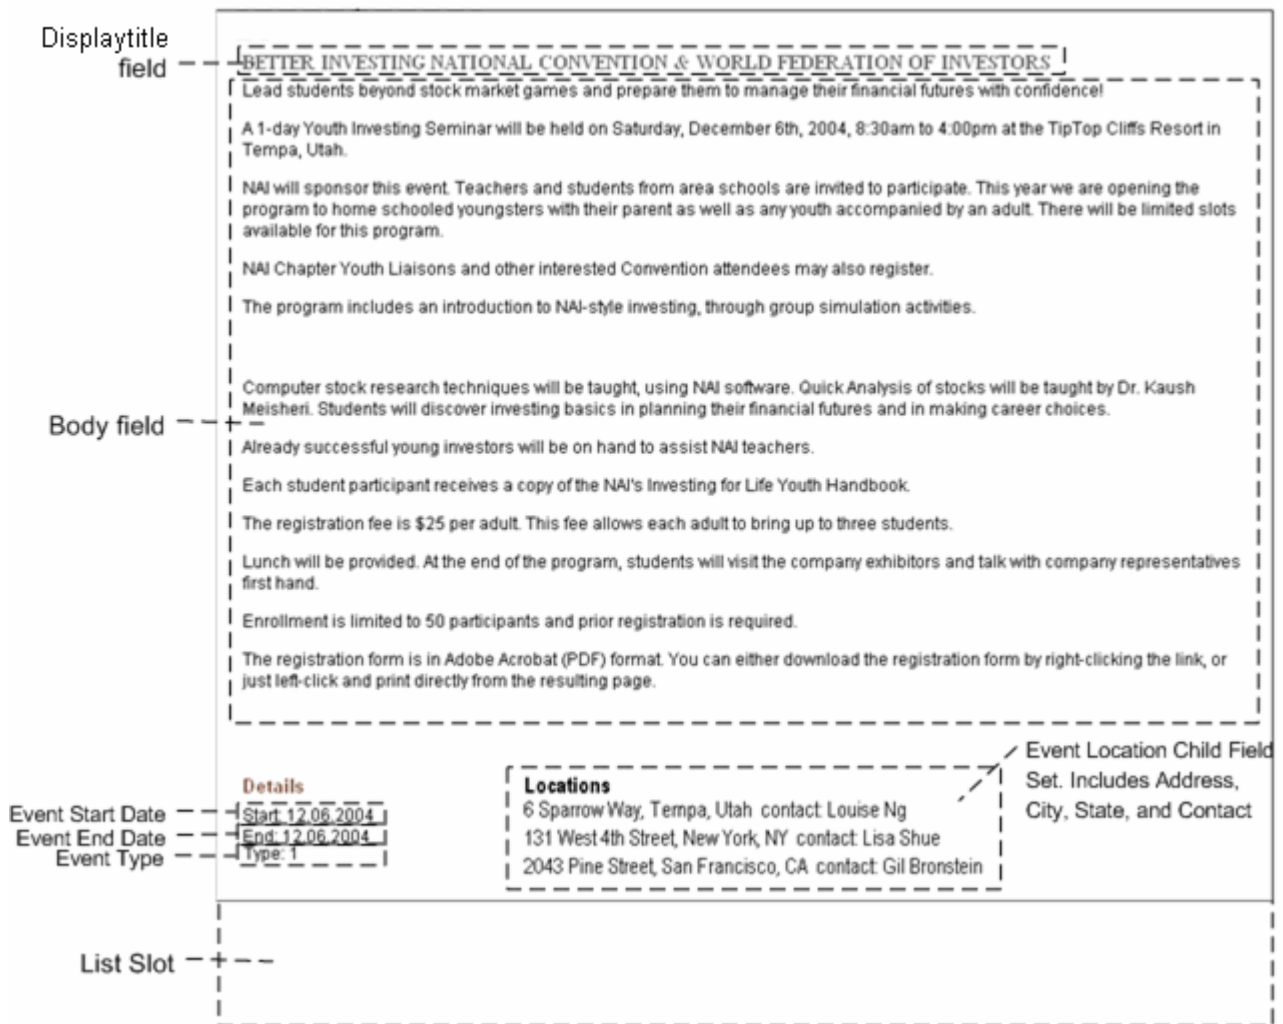 Displaytitle
field
BETTER INVESTING NATIONAL CONVENTION & WORLD FEDERATION OF INVESTORS
Lead students beyond stock market games and prepare them to manage their financial futures with confidence!
A 1-day Youth Investing Seminar will be held on Saturday, December 6th, 2004, 8:30am to 4:00pm at the TipTop Cliffs Resort in
Tempa, Utah.
NAI will sponsor this event. Teachers and students from area schools are invited to participate. This year we are opening the
program to home schooled youngsters with their parent as well as any youth accompanied by an adult. There will be limited slots
available for this program.
NAI Chapter Youth Liaisons and other interested Convention attendees may also register.
The program includes an introduction to NAI-style investing, through group simulation activities.
Computer stock research techniques will be taught, using NAI software. Quick Analysis of stocks will be taught by Dr. Kaush
Meisheri. Students will discover investing basics in planning their financial futures and in making career choices.
Body field
Already successful young investors will be on hand to assist NAI teachers.
Each student participant receives a copy of the NAI's Investing for Life Youth Handbook.
The registration fee is $25 per adult. This fee allows each adult to bring up to three students.
Lunch will be provided. At the end of the program, students will visit the company exhibitors and talk with company representatives
first hand.
Enrollment is limited to 50 participants and prior registration is required.
The registration form is in Adobe Acrobat (PDF) format. You can either download the registration form by right-clicking the link, or
just left-click and print directly from the resulting page.
Event Location Child Field
Set. Includes Address,
City, State, and Contact
Details
Event Start Date
Start: 12.06.2004
Event End Date
End: 12.06.2004
Event Type
Type: 1
Locations
6 Sparrow Way, Tempa, Utah contact: Louise Ng
131 West 4th Street, New York, NY contact: Lisa Shue
2043 Pine Street, San Francisco, CA contact: Gil Bronstein
List Slot